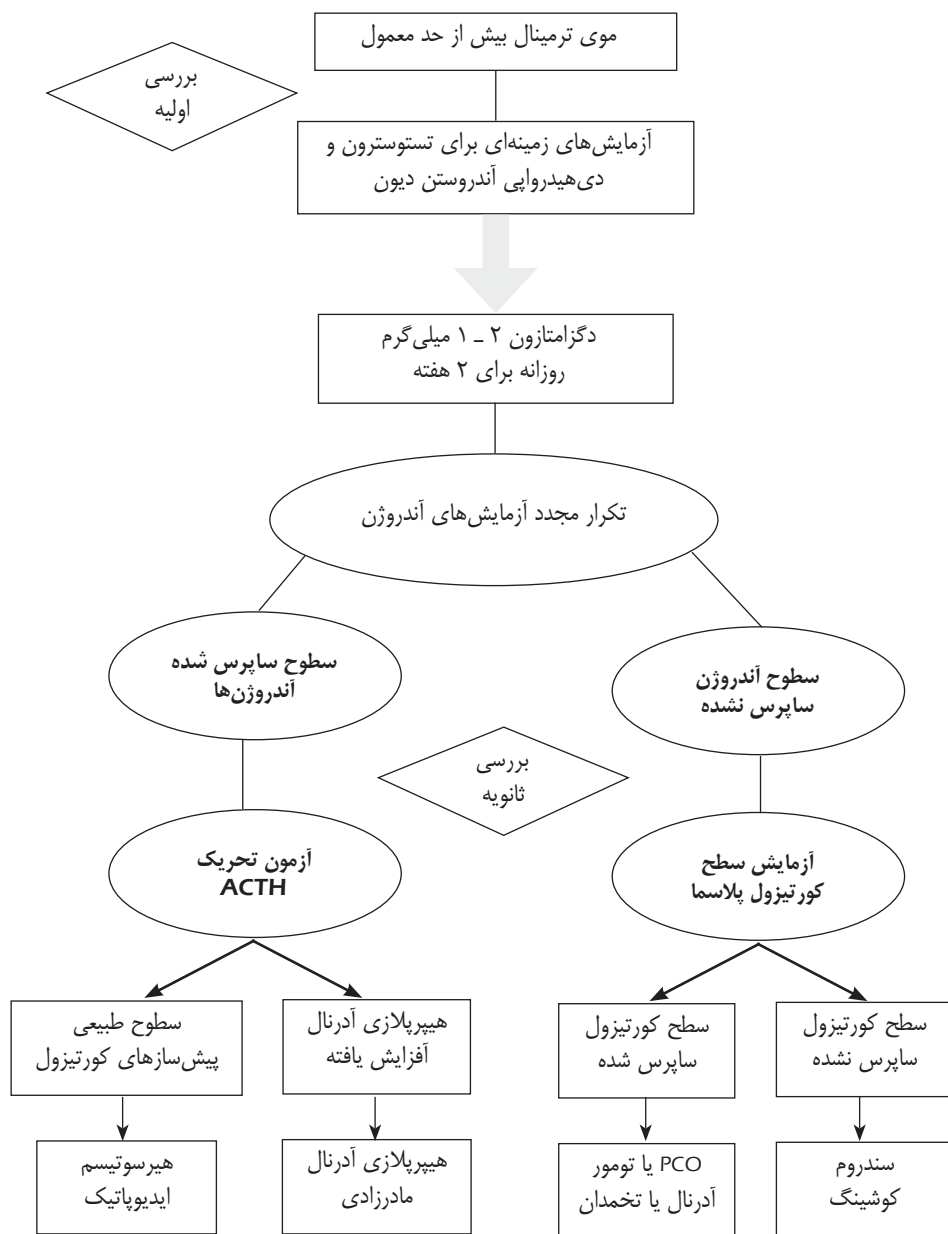 موی ترمینال بیش از حد معمول
بررسی
اولیه
آزمایش‌های زمینه‌ای برای تستوسترون و
دی‌هیدرواپی آندروستن دیون
دگزامتازون ۲ ـ ۱ میلی‌گرم
روزانه برای ۲ هفته
تکرار مجدد آزمایش‌های آندروژن
سطوح آندروژن
ساپرس نشده
سطوح ساپرس شده
آندروژن‌ها
بررسی
ثانویه
آزمایش سطح
کورتیزول پلاسما
آزمون تحریک
ACTH
سطح کورتیزول
ساپرس نشده
سطح کورتیزول
ساپرس شده
هیپرپلازی آدرنال
آفزایش یافته
سطوح طبیعی
پیش‌سازهای کورتیزول
سندروم
کوشینگ
PCO یا تومور
آدرنال یا تخمدان
هیپرپلازی آدرنال
مادرزادی
هیرسوتیسم
ایدیوپاتیک